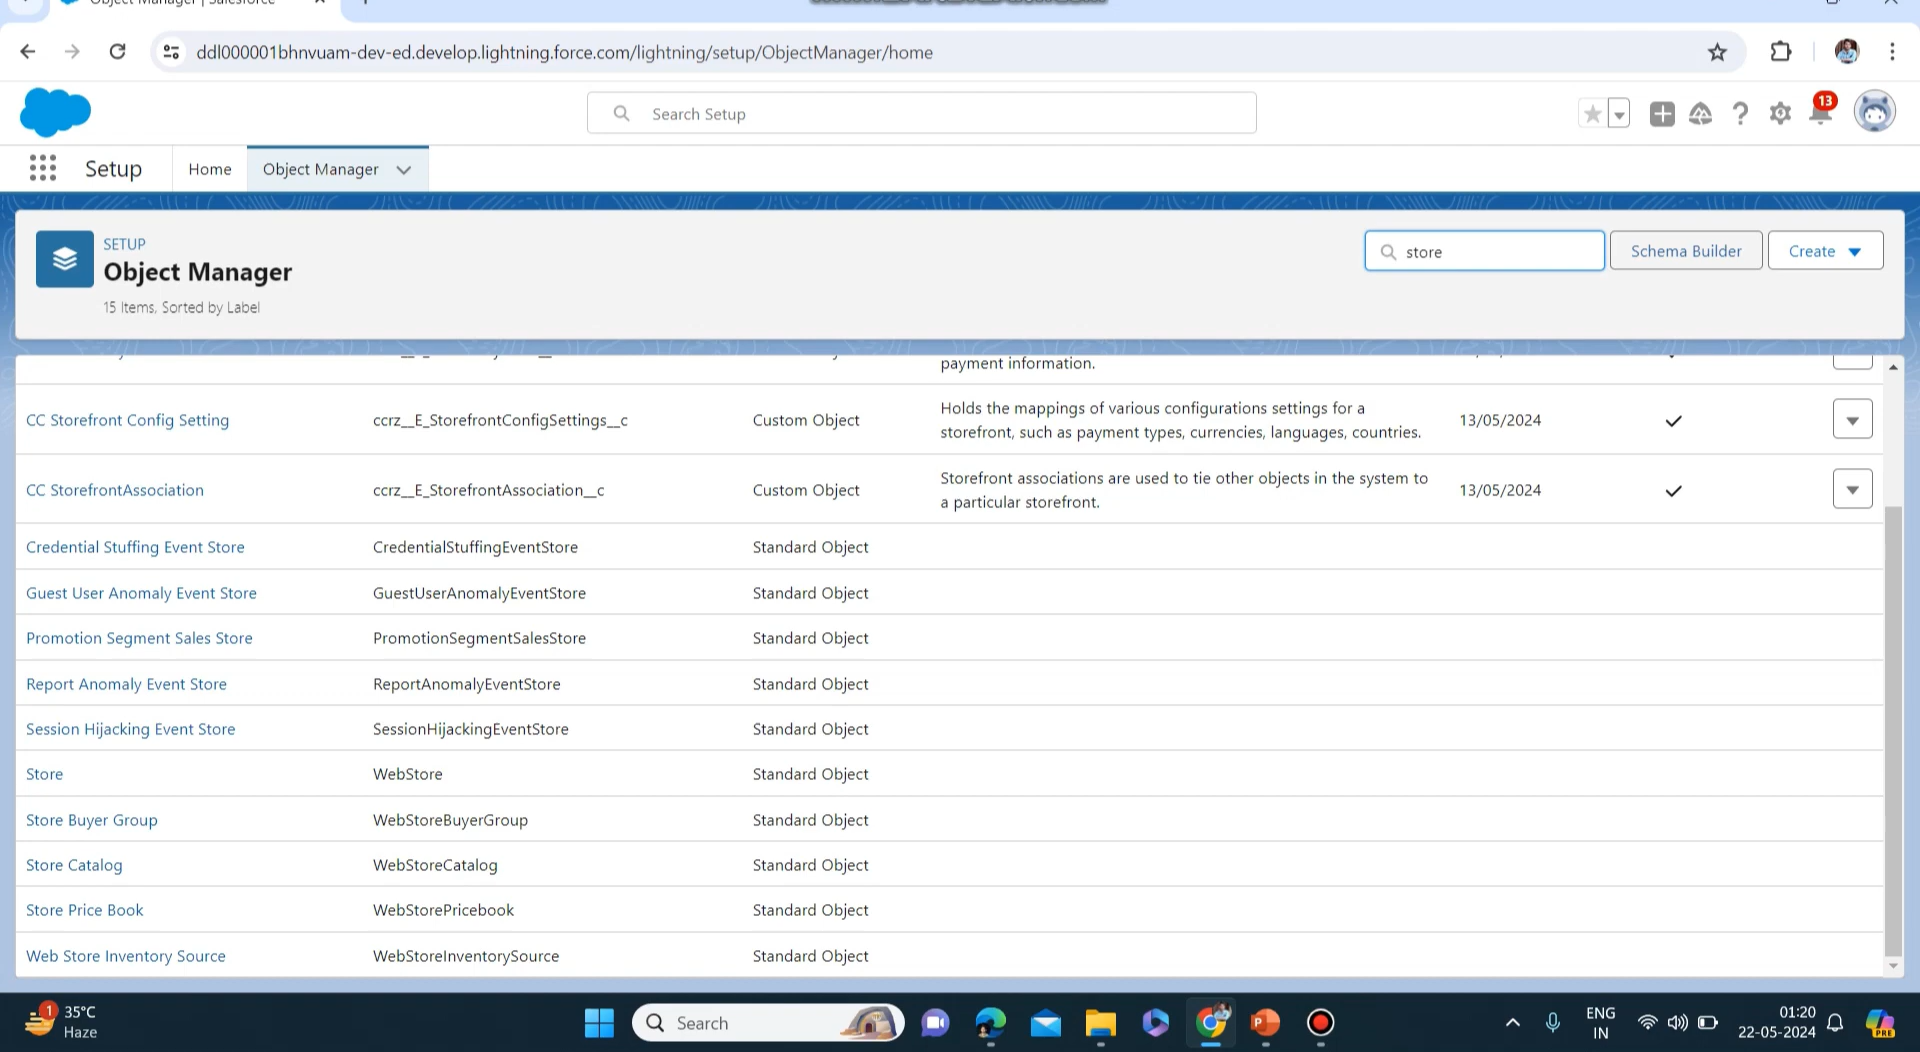 Object Manager | Salesforce
ddl000001bhnvuam-dev-ed.develop.lightning.force.com/lightning/setup/ObjectManager/home
Search Setup
13
Setup
Home
Object Manager
SETUP
Object Manager
15 Items, Sorted by Label
store
Schema Builder
Create
payment information.
CC Storefront Config Setting ccrz__E_StorefrontConfigSettings__c Custom Object Holds the mappings of various configurations settings for a 13/05/2024
storefront, such as payment types, currencies, languages, countries.
CC StorefrontAssociation ccrz__E_StorefrontAssociation__c Custom Object Storefront associations are used to tie other objects in the system to 13/05/2024
a particular storefront.
Credential Stuffing Event Store CredentialStuffingEventStore Standard Object
Guest User Anomaly Event Store GuestUserAnomalyEventStore Standard Object
Promotion Segment Sales Store PromotionSegmentSalesStore Standard Object
Report Anomaly Event Store ReportAnomalyEventStore Standard Object
Session Hijacking Event Store SessionHijackingEventStore Standard Object
Store WebStore Standard Object
Store Buyer Group WebStoreBuyerGroup Standard Object
Store Catalog WebStoreCatalog Standard Object
Store Price Book WebStorePricebook Standard Object
Web Store Inventory Source WebStoreInventorySource Standard Object
1
35°C
Haze
Search
ENG
IN
01:20
22-05-2024
PRE